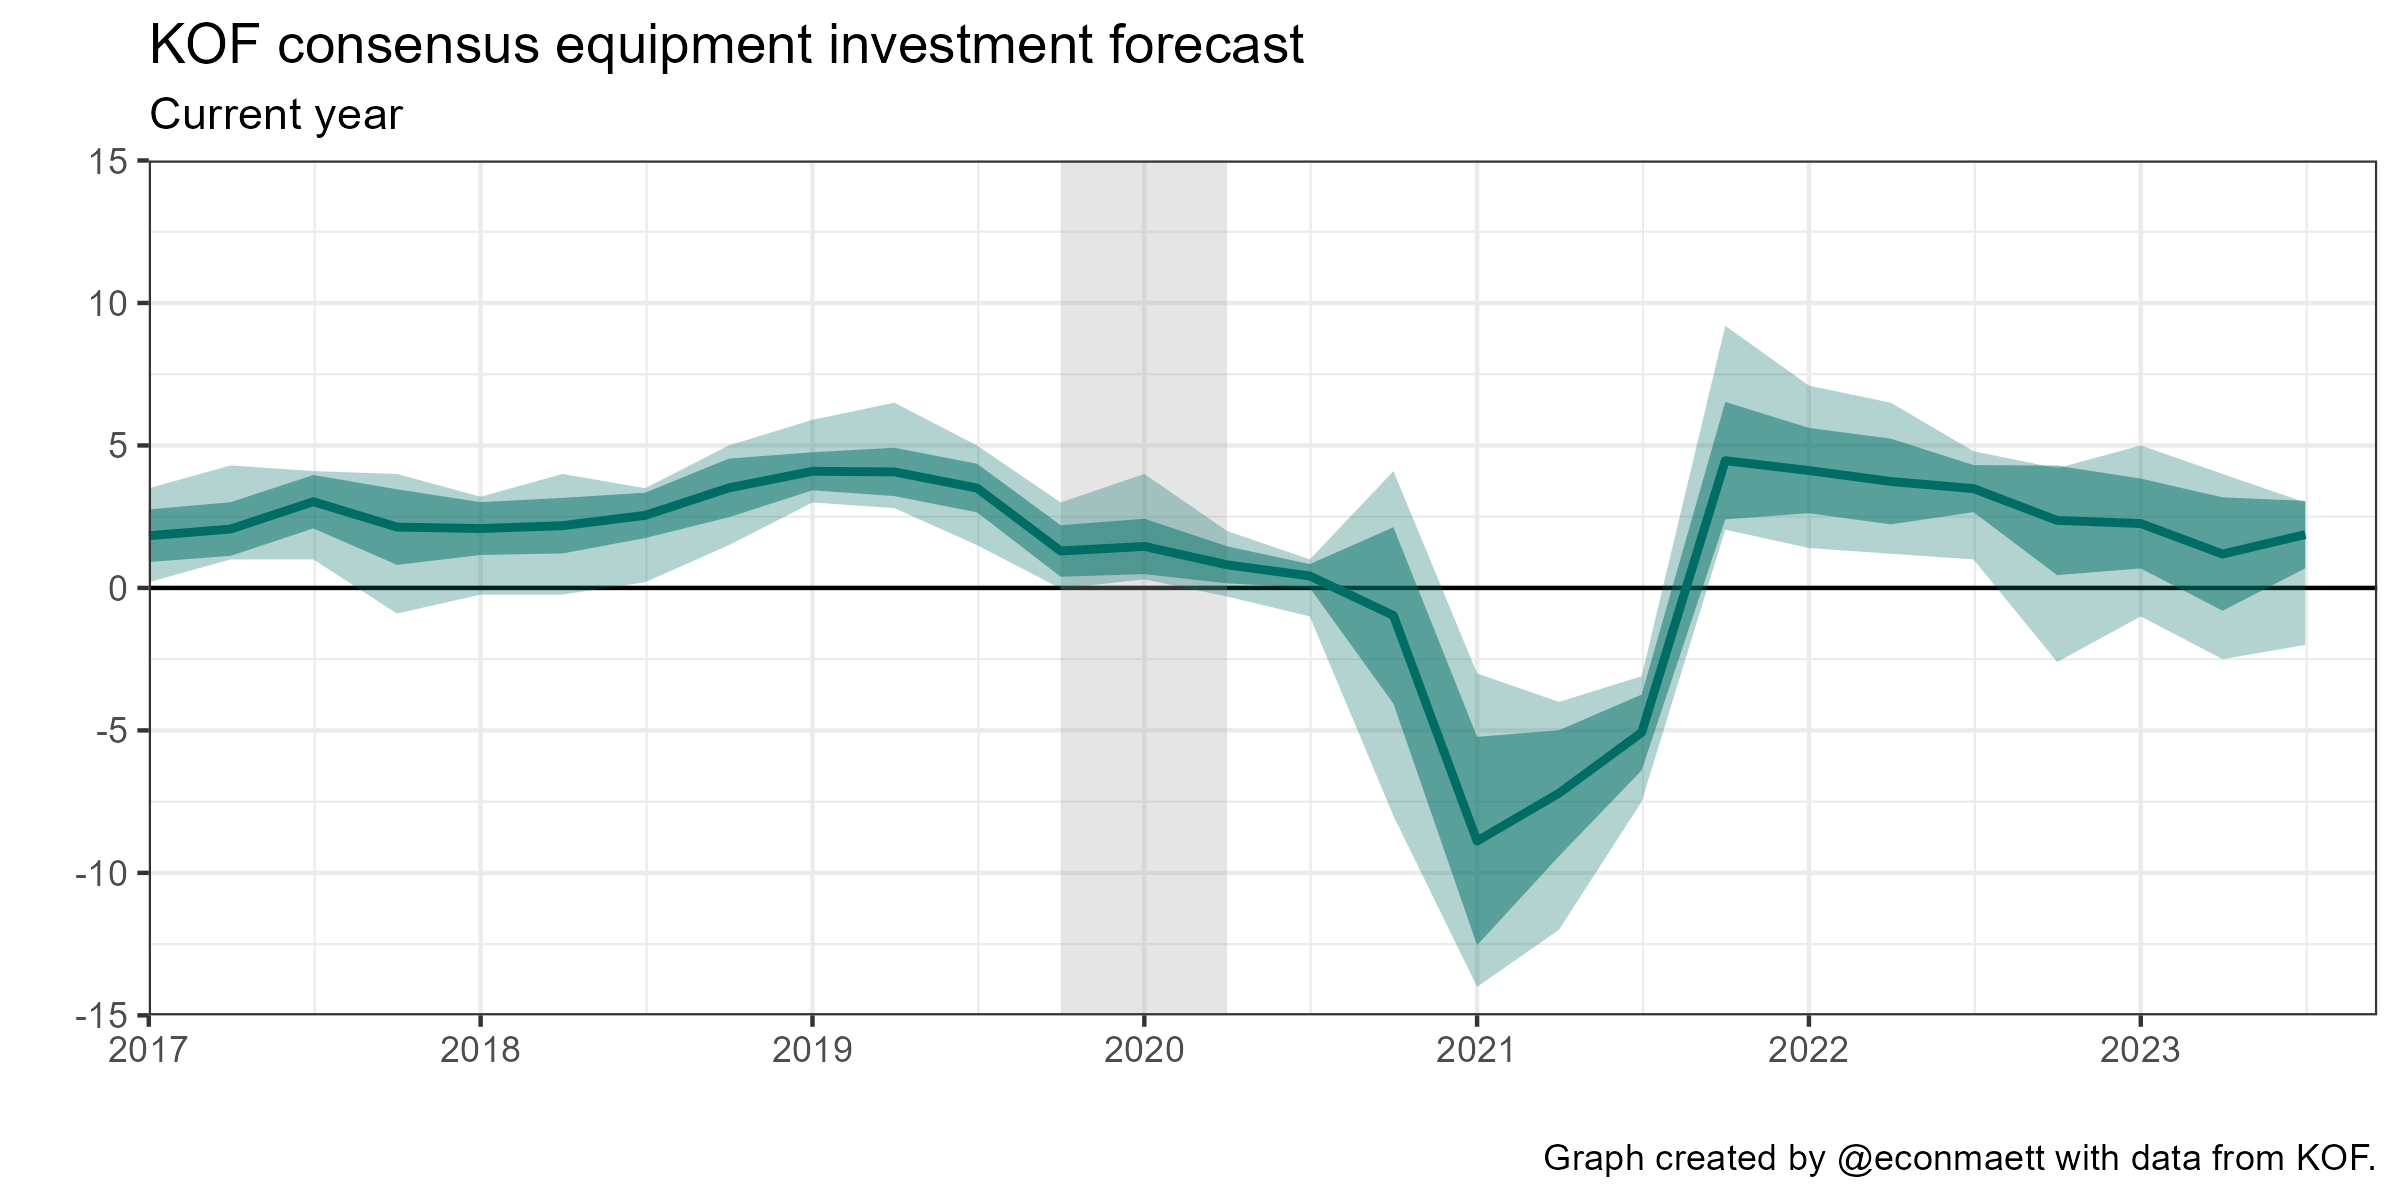 KOF consensus equipment investment forecast
Current year
15
10
5
0
-5
-10
-15
2017 2018 2019 2020 2021 2022 2023
Graph created by @econmaett with data from KOF.